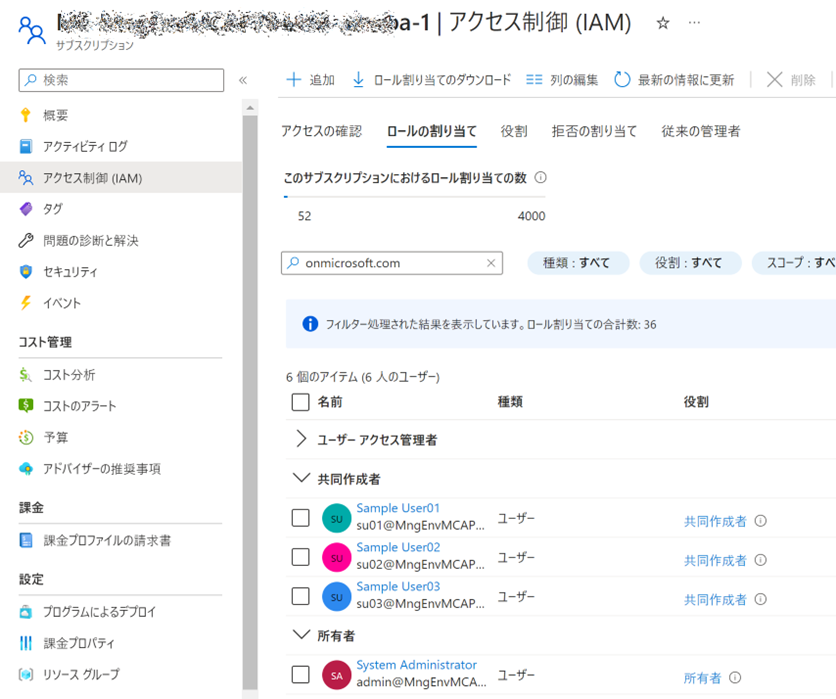 pa-1 | アクセス制御 (IAM) ☆ …
サブスクリプション
検索 «
概要
アクティビティ ログ
アクセス制御 (IAM)
タグ
問題の診断と解決
セキュリティ
イベント
コスト管理
コスト分析
コストのアラート
予算
アドバイザーの推奨事項
課金
課金プロファイルの請求書
設定
プログラムによるデプロイ
課金プロパティ
リソース グループ
追加 ロール割り当てのダウンロード 列の編集 最新の情報に更新 削除
アクセスの確認 ロールの割り当て 役割 拒否の割り当て 従来の管理者
このサブスクリプションにおけるロール割り当ての数
52 4000
onmicrosoft.com 種類 : すべて 役割 : すべて スコープ : すべ
フィルター処理された結果を表示しています。ロール割り当ての合計数: 36
6 個のアイテム (6 人のユーザー)
名前 種類 役割
ユーザー アクセス管理者
共同作成者
SU Sample User01
su01@MngEnvMCAP... ユーザー 共同作成者
SU Sample User02
su02@MngEnvMCAP... ユーザー 共同作成者
SU Sample User03
su03@MngEnvMCAP... ユーザー 共同作成者
所有者
SA System Administrator
admin@MngEnvMCA... ユーザー 所有者